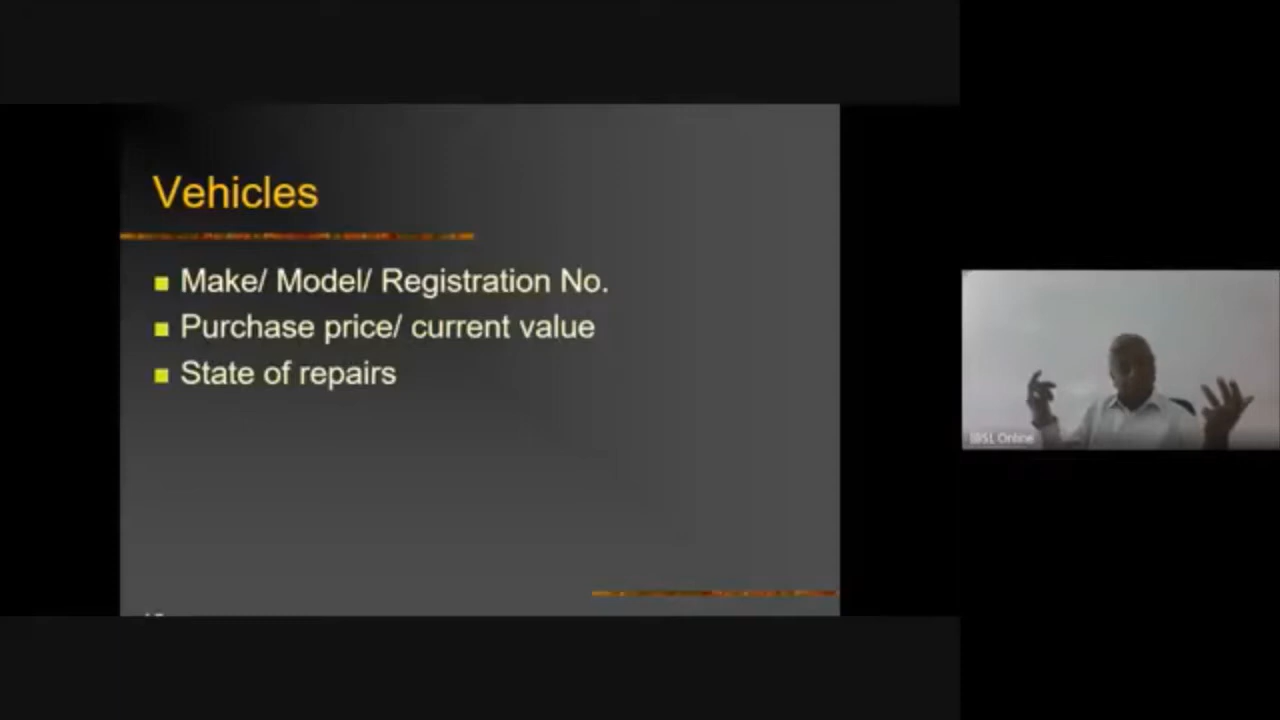 Vehicles
Make/ Model/ Registration No.
Purchase price/ current value
State of repairs
IBSL Online